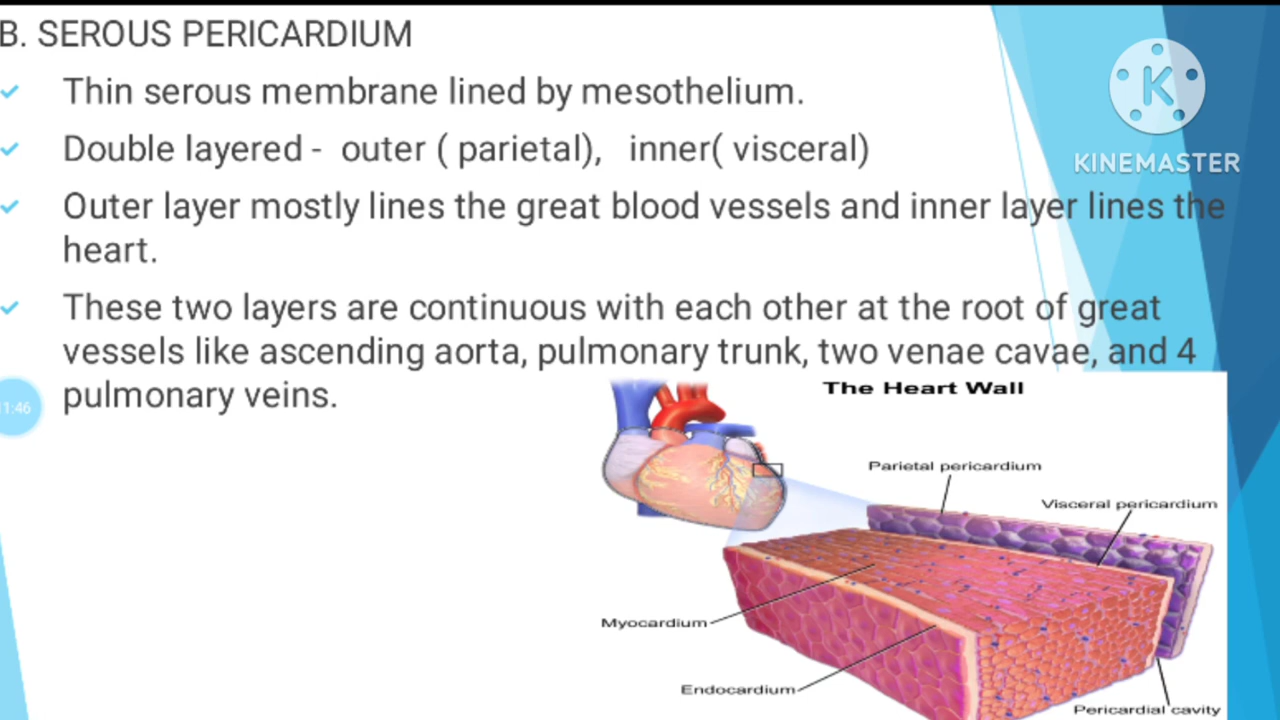 B. SEROUS PERICARDIUM
Thin serous membrane lined by mesothelium.
Double layered - outer ( parietal), inner( visceral)
Outer layer mostly lines the great blood vessels and inner layer lines the
heart.
These two layers are continuous with each other at the root of great
vessels like ascending aorta, pulmonary trunk, two venae cavae, and 4
pulmonary veins.
K
KINEMASTER
1:46
The Heart Wall
Parietal pericardium
Visceral pericardium
Myocardium
Endocardium
Pericardial cavity